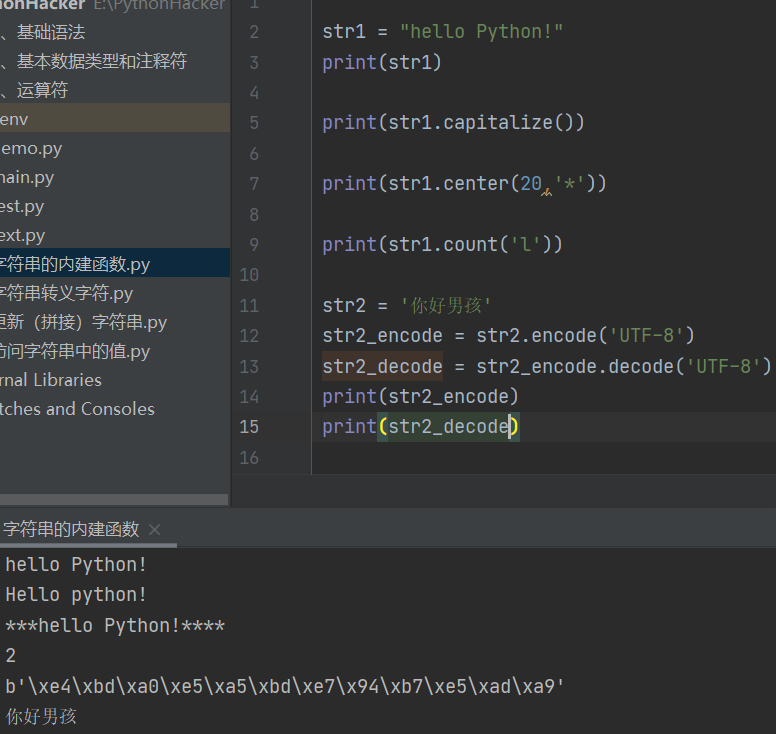 onHacker E:\PythonHacker
、基础语法
、基本数据类型和注释符
、运算符
env
emo.py
nain.py
est.py
ext.py
字符串的内建函数.py
字符串转义字符.py
更新（拼接）字符串.py
访问字符串中的值.py
rnal Libraries
tches and Consoles
1
2 str1 = "hello Python!"
3 print(str1)
4
5 print(str1.capitalize())
6
7 print(str1.center(20,'*'))
8
9 print(str1.count('l'))
10
11 str2 = '你好男孩'
12 str2_encode = str2.encode('UTF-8')
13 str2_decode = str2_encode.decode('UTF-8')
14 print(str2_encode)
15 print(str2_decode)
16
字符串的内建函数 ×
hello Python!
Hello python!
***hello Python!****
2
b'\xe4\xbd\xa0\xe5\xa5\xbd\xe7\x94\xb7\xe5\xad\xa9'
你好男孩